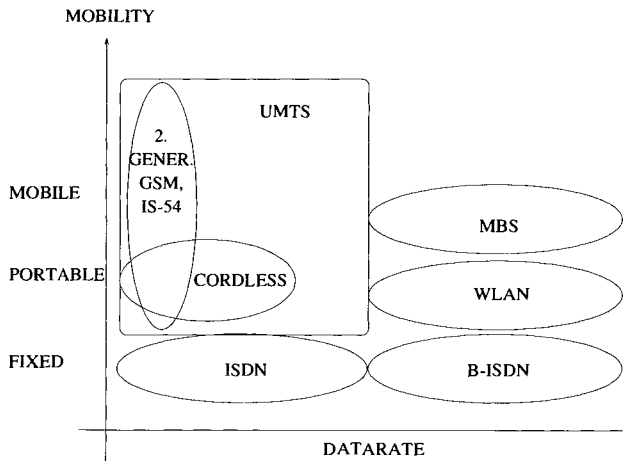 MOBILITY
UMTS
2.
GENER.
GSM,
IS-54
MOBILE
MBS
PORTABLE
CORDLESS
WLAN
FIXED
ISDN
B-ISDN
DATARATE